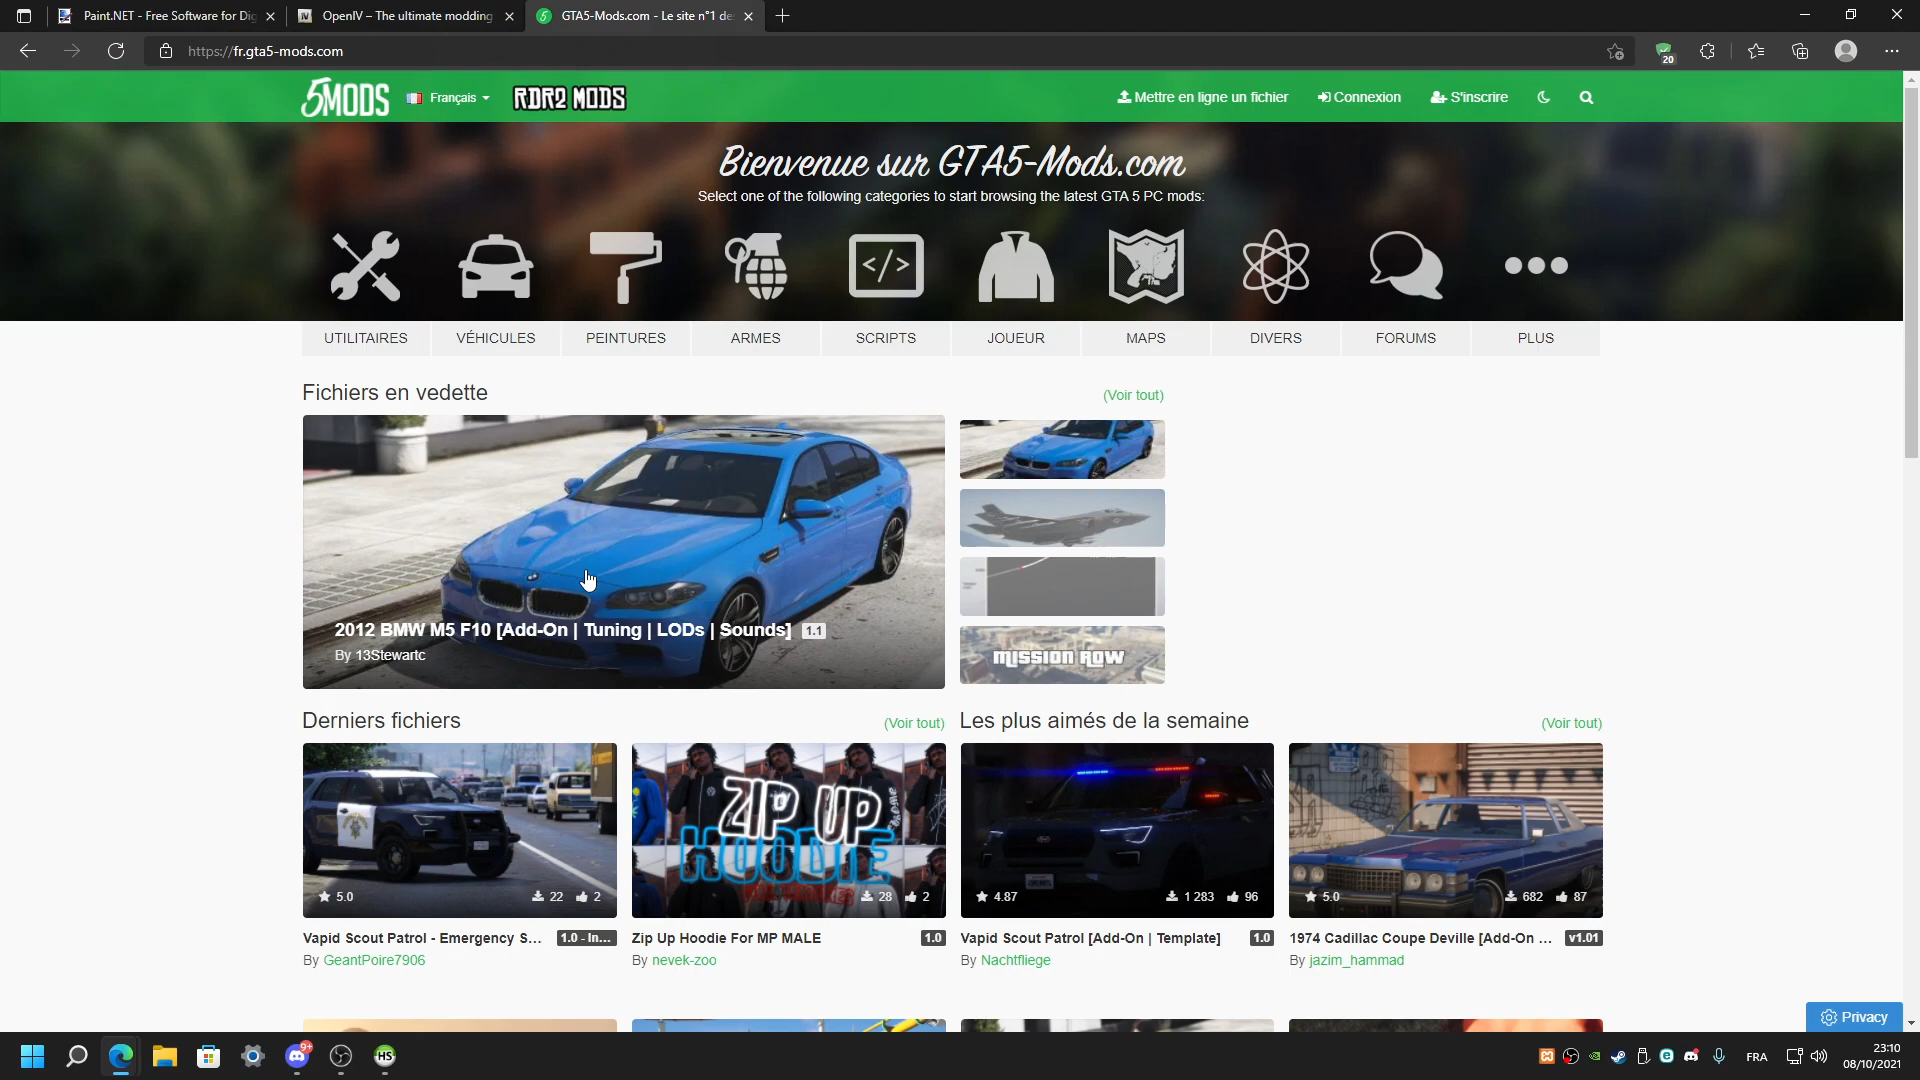 Paint.NET - Free Software for Dig
OpenIV – The ultimate modding
GTA5-Mods.com - Le site n°1 de
https://fr.gta5-mods.com
20
5MODS
Français
RDR2 MODS
Mettre en ligne un fichier
Connexion
S'inscrire
Bienvenue sur GTA5-Mods.com
Select one of the following categories to start browsing the latest GTA 5 PC mods:
UTILITAIRES
VÉHICULES
PEINTURES
ARMES
SCRIPTS
JOUEUR
MAPS
DIVERS
FORUMS
PLUS
Fichiers en vedette
(Voir tout)
2012 BMW M5 F10 [Add-On | Tuning | LODs | Sounds] 1.1
By 13Stewartc
MISSION ROW
Derniers fichiers
(Voir tout)
Les plus aimés de la semaine
(Voir tout)
ZIP UP
HOODIE
5.0
22
2
28
2
4.87
1 283
96
5.0
682
87
Vapid Scout Patrol - Emergency S...
1.0 - In...
Zip Up Hoodie For MP MALE
1.0
Vapid Scout Patrol [Add-On | Template]
1.0
1974 Cadillac Coupe Deville [Add-On ...
v1.01
By GeantPoire7906
By nevek-zoo
By Nachtfliege
By jazim_hammad
Privacy
9+
HS
FRA
23:10
08/10/2021